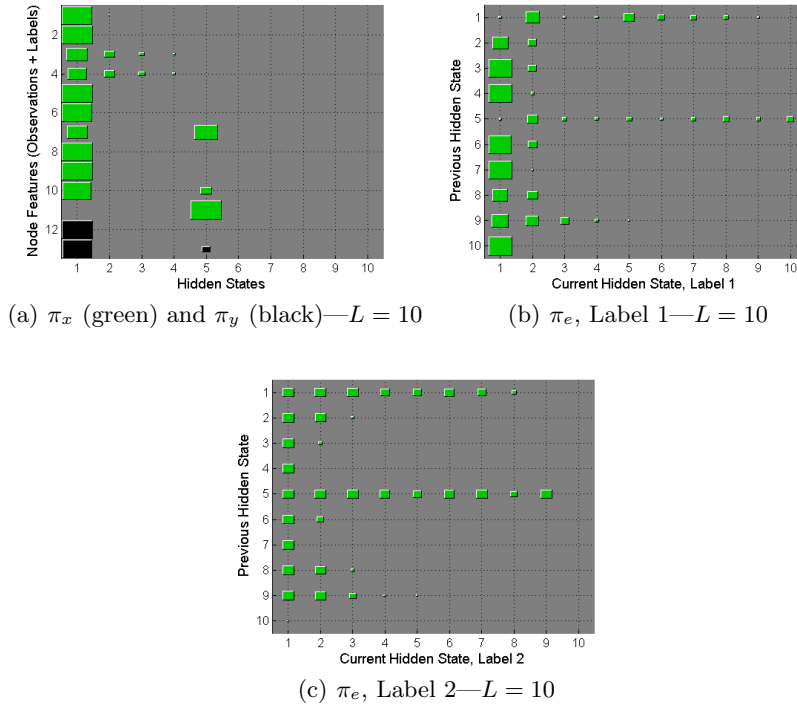 Node Features (Observations + Labels)
2
4
6
8
10
12
1 2 3 4 5 6 7 8 9 10
Hidden States
(a) πx (green) and πy (black)—L = 10
Previous Hidden State
1
2
3
4
5
6
7
8
9
10
1 2 3 4 5 6 7 8 9 10
Current Hidden State, Label 1
(b) πe, Label 1—L = 10
Previous Hidden State
1
2
3
4
5
6
7
8
9
10
1 2 3 4 5 6 7 8 9 10
Current Hidden State, Label 2
(c) πe, Label 2—L = 10